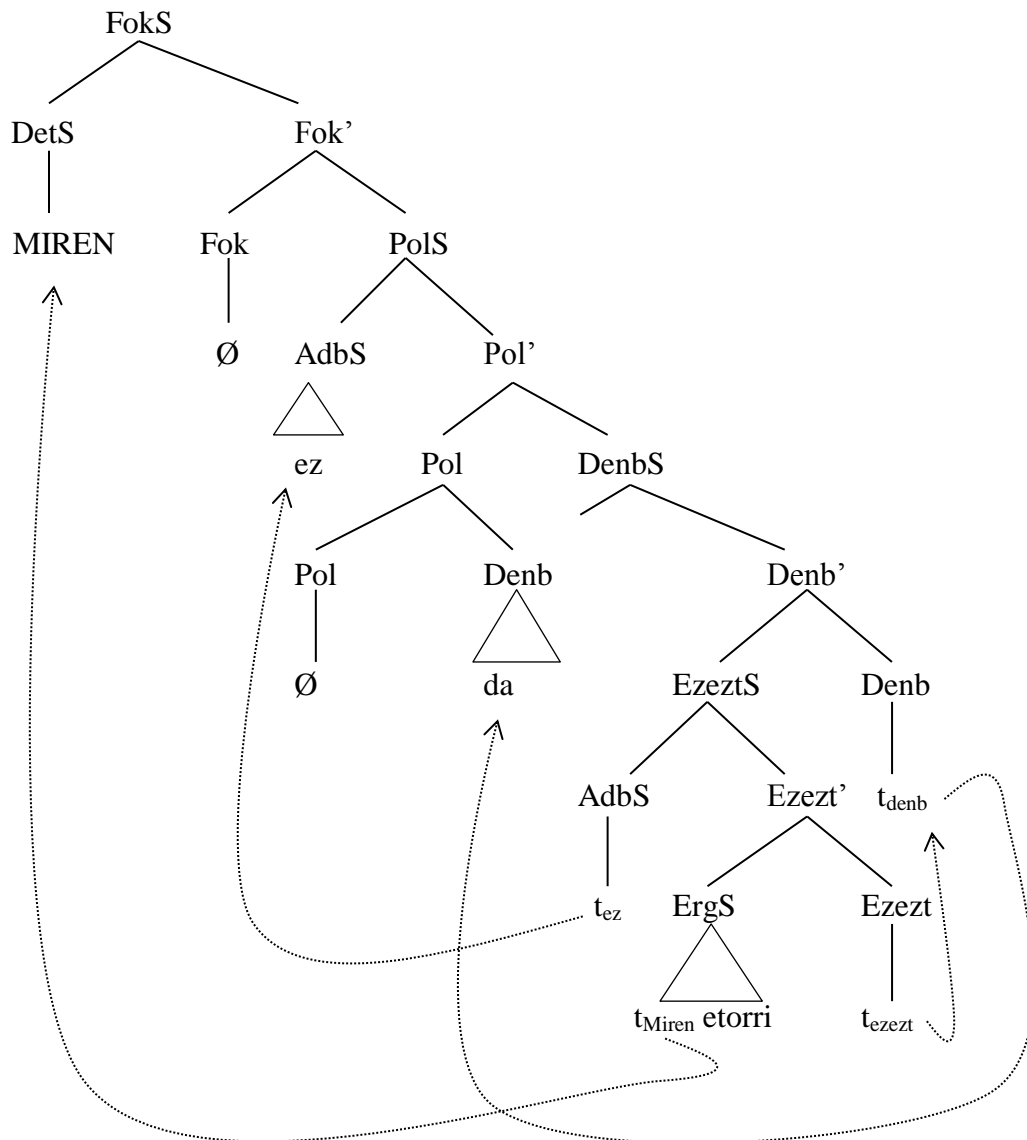 FokS
DetS Fok’
MIREN Fok PolS
Ø AdbS Pol’
ez Pol DenbS
Pol Denb Denb’
Ø da EzeztS Denb
AdbS Ezezt’ tdenb
tez ErgS Ezezt
tMiren etorri tezezt